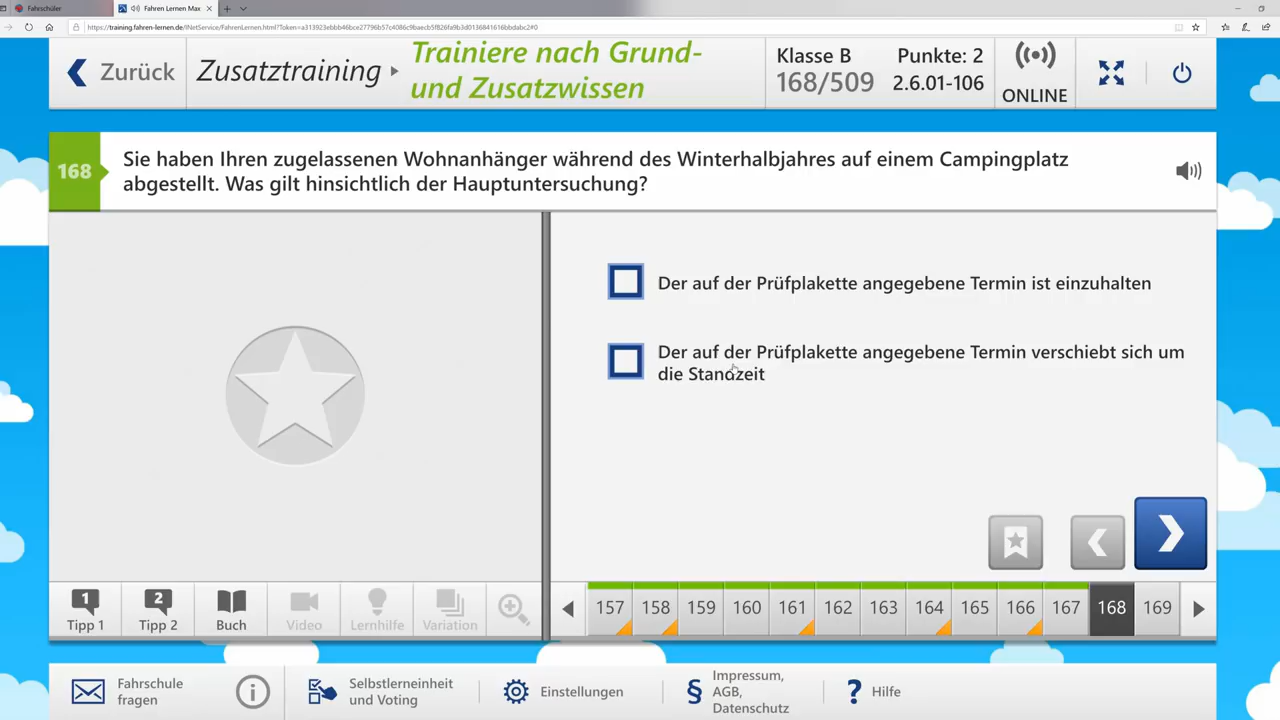 Fahrschüler
Fahren Lernen Max
Zurück
Zusatztraining
Trainiere nach Grund-
und Zusatzwissen
Klasse B
168/509
Punkte: 2
2.6.01-106
ONLINE
168
Sie haben Ihren zugelassenen Wohnanhänger während des Winterhalbjahres auf einem Campingplatz
abgestellt. Was gilt hinsichtlich der Hauptuntersuchung?
Der auf der Prüfplakette angegebene Termin ist einzuhalten
Der auf der Prüfplakette angegebene Termin verschiebt sich um
die Standzeit
1
Tipp 1
2
Tipp 2
Buch
Video
Lernhilfe
Variation
157 158 159 160 161 162 163 164 165 166 167 168 169
Fahrschule
fragen
Selbstlerneinheit
und Voting
Einstellungen
§
Impressum,
AGB,
Datenschutz
?
Hilfe